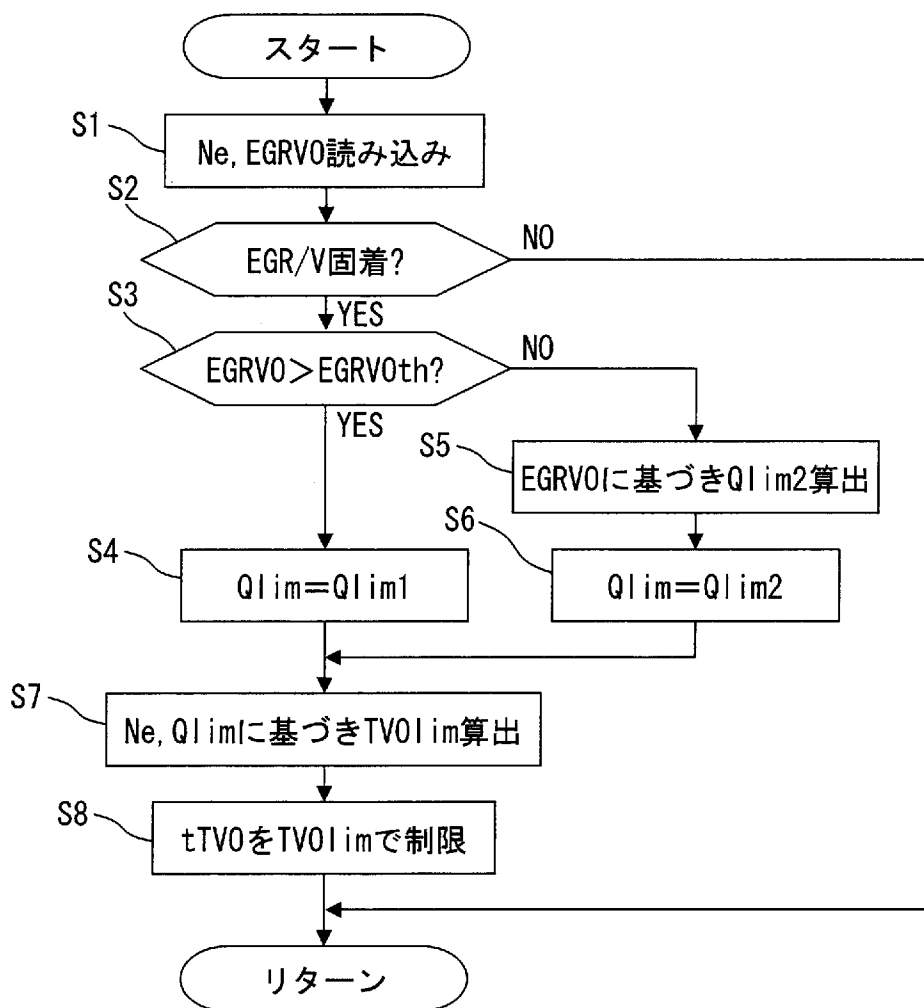 スタート
S1
Ne,EGRVO読み込み
S2
EGR/V固着?
NO
YES
S3
EGRVO>EGRVOth?
NO
YES
S5
EGRVOに基づきQlim2算出
S4
Qlim=Qlim1
S6
Qlim=Qlim2
S7
Ne,Qlimに基づきTVOlim算出
S8
tTVOをTVOlimで制限
リターン